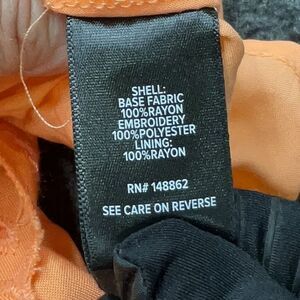 SHELL:
BASE FABRIC
100%RAYON
EMBROIDERY
100%POLYESTER
LINING:
100%RAYON
RN# 148862
SEE CARE ON REVERSE